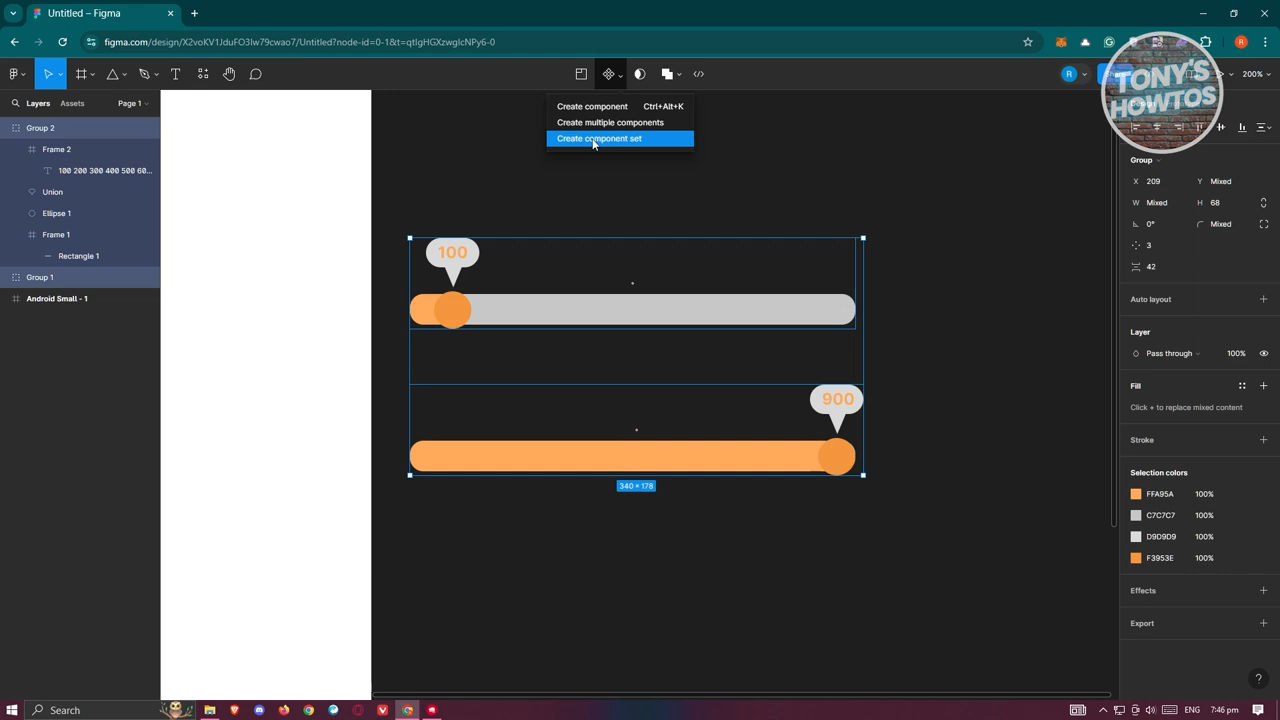 Untitled – Figma
figma.com/design/X2voKV1JduFO3lw79cwao7/Untitled?node-id=0-1&t=qtIgHGXzwgIcNPy6-0
R
R
200%
TONY'S
HOWTOS
Layers
Assets
Page 1
Create component
Ctrl+Alt+K
Create multiple components
Create component set
Group 2
Frame 2
100 200 300 400 500 60...
Union
Ellipse 1
Frame 1
Rectangle 1
Group 1
Android Small - 1
100
900
340 × 178
Group
X 209
Y Mixed
W Mixed
H 68
0°
Mixed
3
42
Auto layout
Layer
Pass through
100%
Fill
Click + to replace mixed content
Stroke
Selection colors
FFA95A 100%
C7C7C7 100%
D9D9D9 100%
F3953E 100%
Effects
Export
?
Search
ENG
7:46 pm